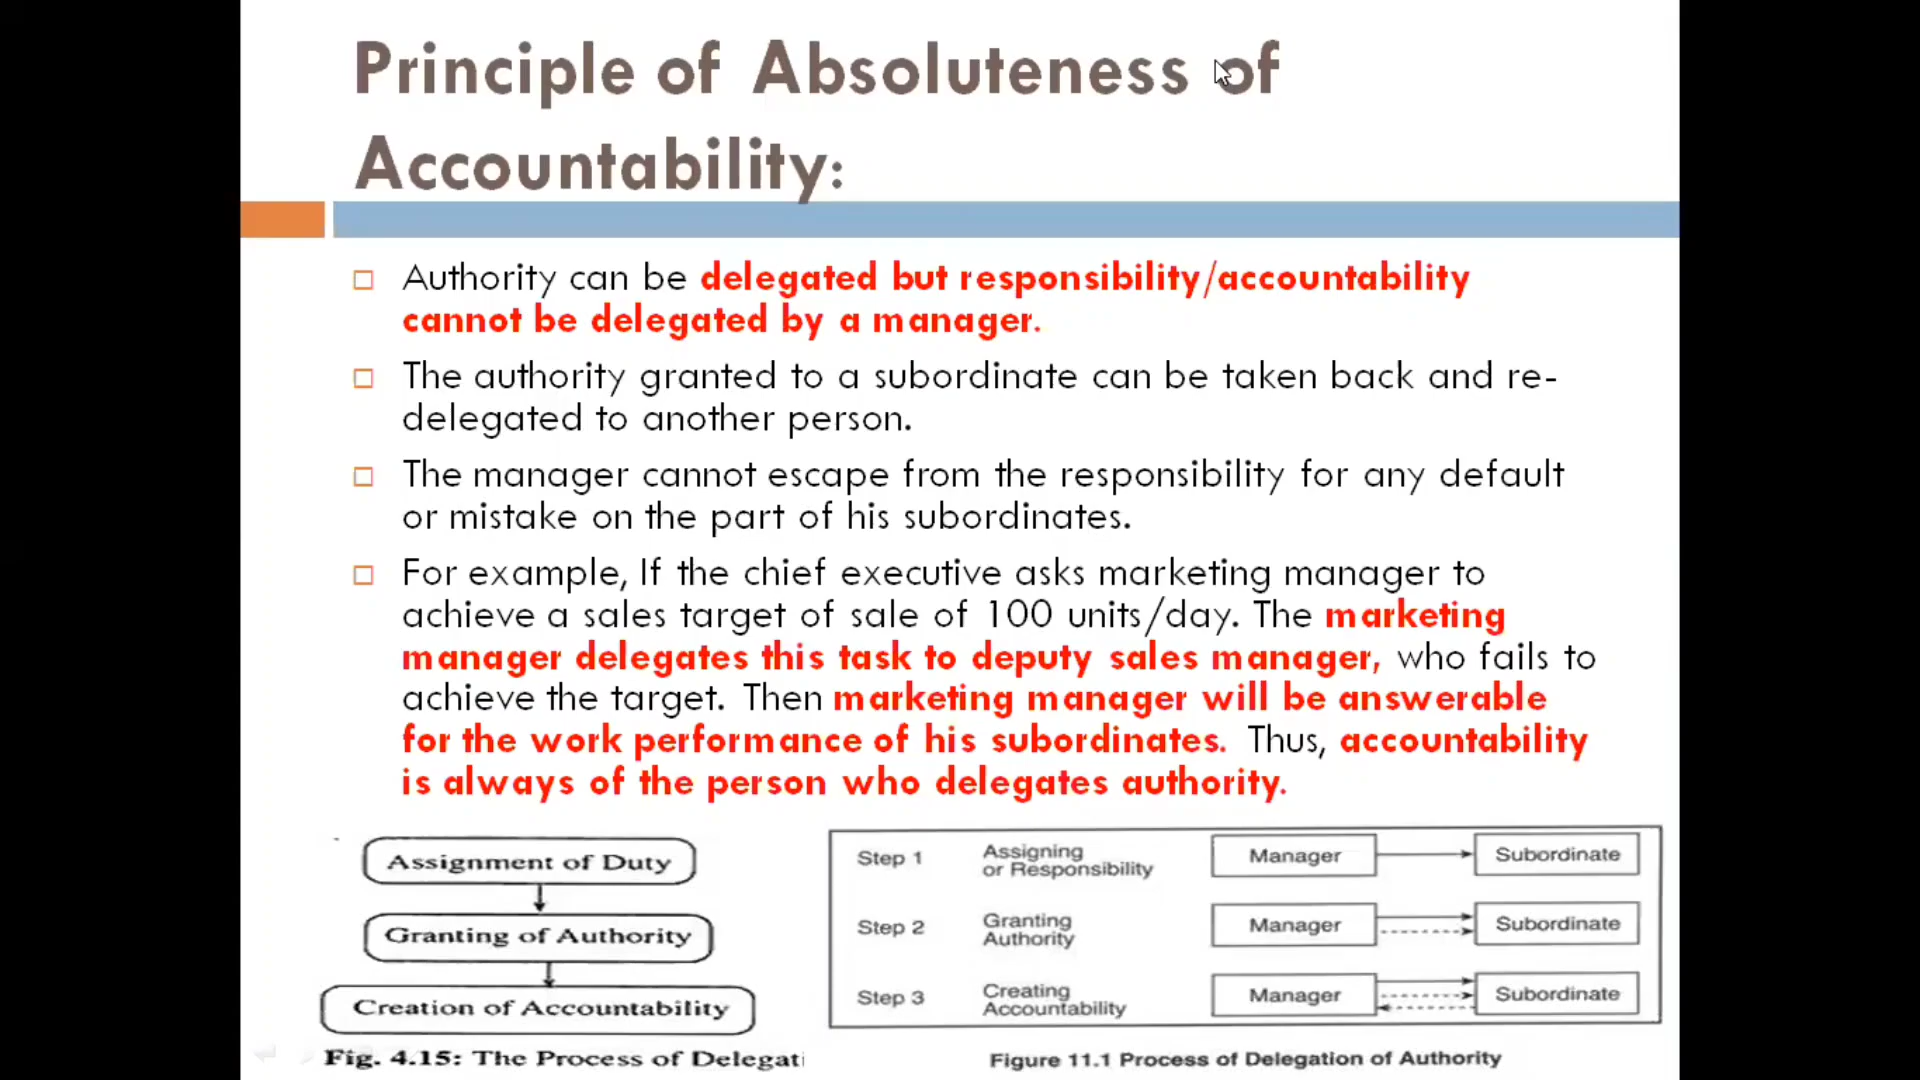 Principle of Absoluteness of
Accountability:
Authority can be delegated but responsibility/accountability
cannot be delegated by a manager.
The authority granted to a subordinate can be taken back and re-
delegated to another person.
The manager cannot escape from the responsibility for any default
or mistake on the part of his subordinates.
For example, If the chief executive asks marketing manager to
achieve a sales target of sale of 100 units/day. The marketing
manager delegates this task to deputy sales manager, who fails to
achieve the target. Then marketing manager will be answerable
for the work performance of his subordinates. Thus, accountability
is always of the person who delegates authority.
Assignment of Duty
Granting of Authority
Creation of Accountability
Fig. 4.15: The Process of Delegati
Step 1 Assigning or Responsibility Manager Subordinate
Step 2 Granting Authority Manager Subordinate
Step 3 Creating Accountability Manager Subordinate
Figure 11.1 Process of Delegation of Authority